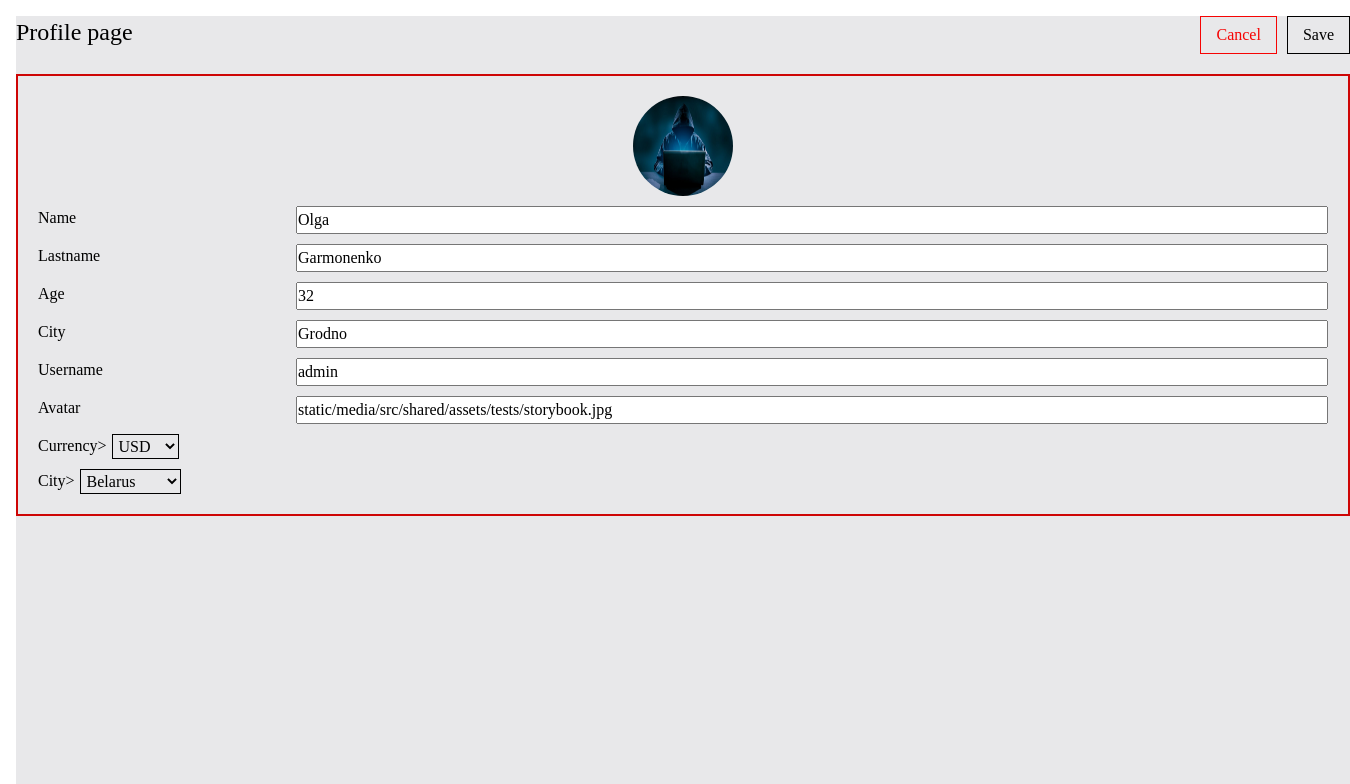 Profile page
Cancel
Save
Name
Olga
Lastname
Garmonenko
Age
32
City
Grodno
Username
admin
Avatar
static/media/src/shared/assets/tests/storybook.jpg
Currency> USD
City> Belarus